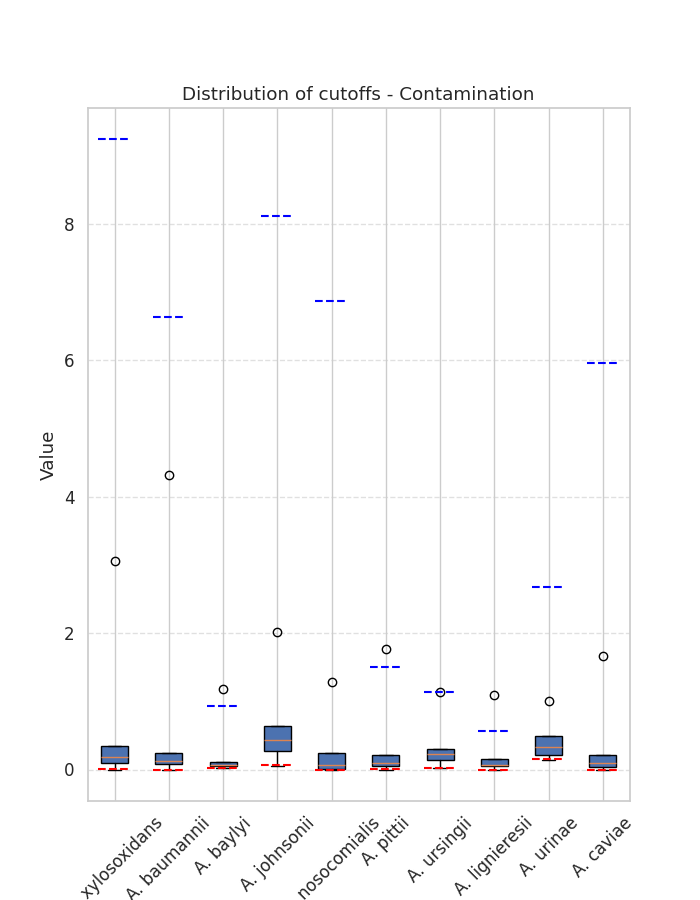 Distribution of cutoffs - Contamination
Value
8
6
4
2
0
xylosoxidans
A. baumannii
A. baylyi
A. johnsonii
nosocomialis
A. pittii
A. ursingii
A. lignieresii
A. urinae
A. caviae